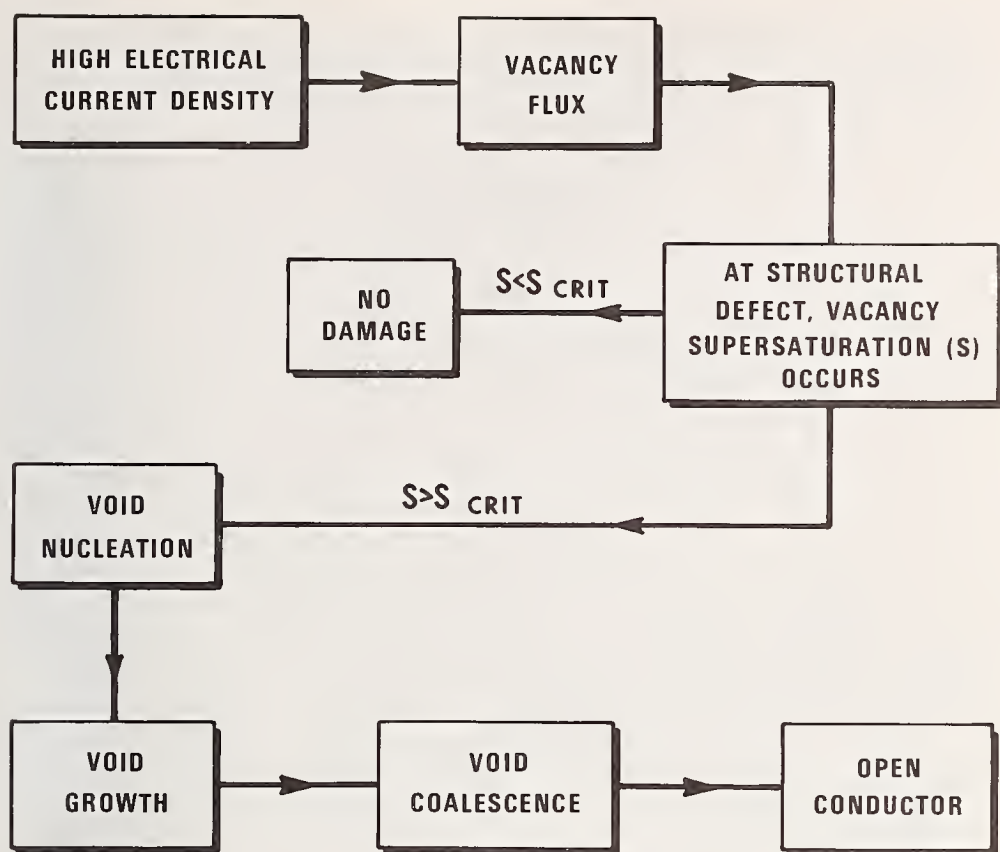 HIGH ELECTRICAL
CURRENT DENSITY
VACANCY
FLUX
AT STRUCTURAL
DEFECT, VACANCY
SUPERSATURATION (S)
OCCURS
S<S CRIT
NO
DAMAGE
S>S CRIT
VOID
NUCLEATION
VOID
GROWTH
VOID
COALESCENCE
OPEN
CONDUCTOR